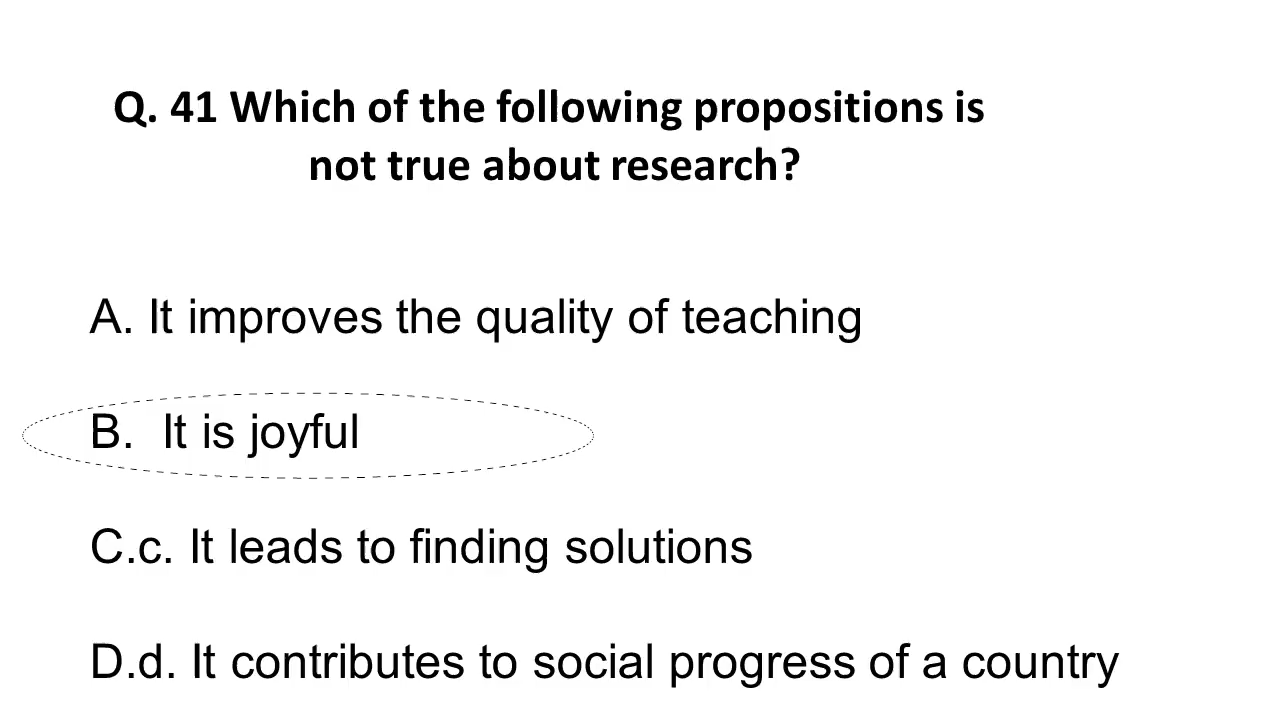 Q. 41 Which of the following propositions is
not true about research?
A. It improves the quality of teaching
B. It is joyful
C.c. It leads to finding solutions
D.d. It contributes to social progress of a country